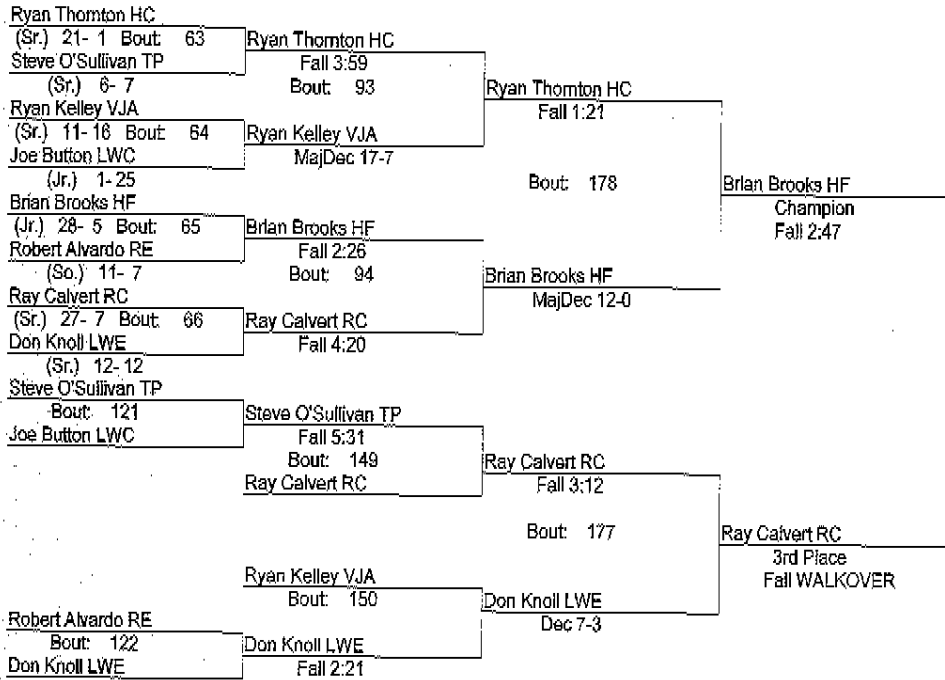 Ryan Thornton HC
(Sr.) 21- 1 Bout 63
Steve O'Sullivan TP
(Sr.) 6- 7
Ryan Kelley VJA
(Sr.) 11- 16 Bout 64
Joe Button LWC
(Jr.) 1- 25
Brian Brooks HF
(Jr.) 28- 5 Bout: 65
Robert Alvardo RE
(So.) 11- 7
Ray Calvert RC
(Sr.) 27- 7 Bout: 66
Don Knoll LWE
(Sr.) 12- 12
Steve O'Sullivan TP
Bout: 121
Joe Button LWC
Robert Alvardo RE
Bout: 122
Don Knoll LWE
Ryan Thornton HC
Fall 3:59
Bout: 93
Ryan Kelley VJA
MajDec 17-7
Brian Brooks HF
Fall 2:26
Bout: 94
Ray Calvert RC
Fall 4:20
Steve O'Sullivan TP
Fall 5:31
Bout: 149
Ray Calvert RC
Ryan Kelley VJA
Bout: 150
Don Knoll LWE
Fall 2:21
Ryan Thornton HC
Fall 1:21
Bout: 178
Brian Brooks HF
MajDec 12-0
Ray Calvert RC
Fall 3:12
Bout: 177
Don Knoll LWE
Dec 7-3
Brian Brooks HF
Champion
Fall 2:47
Ray Calvert RC
3rd Place
Fall WALKOVER